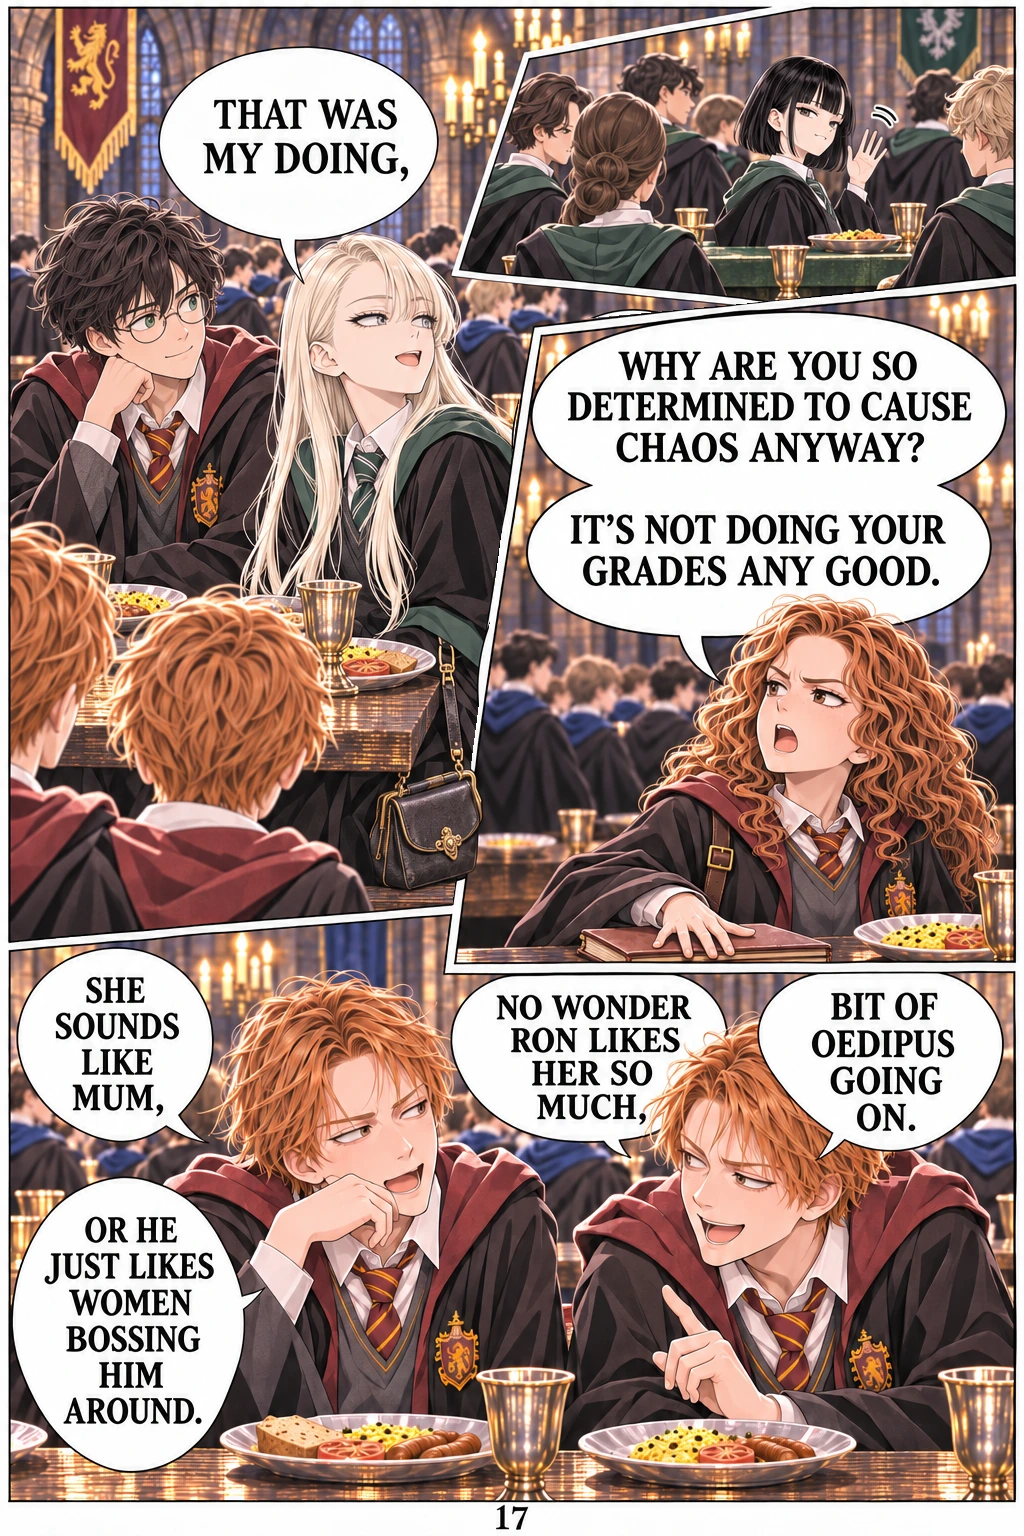 THAT WAS
MY DOING,
WHY ARE YOU SO
DETERMINED TO CAUSE
CHAOS ANYWAY?
IT'S NOT DOING YOUR
GRADES ANY GOOD.
SHE
SOUNDS
LIKE
MUM,
OR HE
JUST LIKES
WOMEN
BOSSING
HIM
AROUND.
NO WONDER
RON LIKES
HER SO
MUCH,
BIT OF
OEDIPUS
GOING
ON.
17